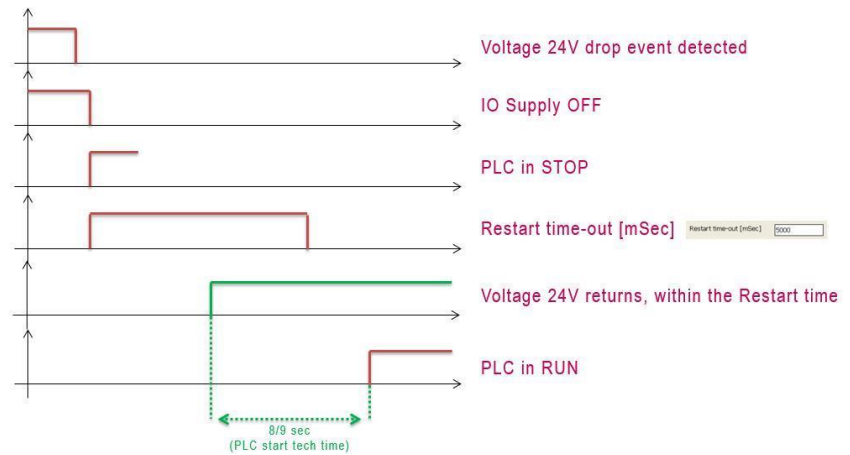 Voltage 24V drop event detected
IO Supply OFF
PLC in STOP
Restart time-out [mSec] Restart time-out [mSec] 5000
Voltage 24V returns, within the Restart time
PLC in RUN
8/9 sec
(PLC start tech time)